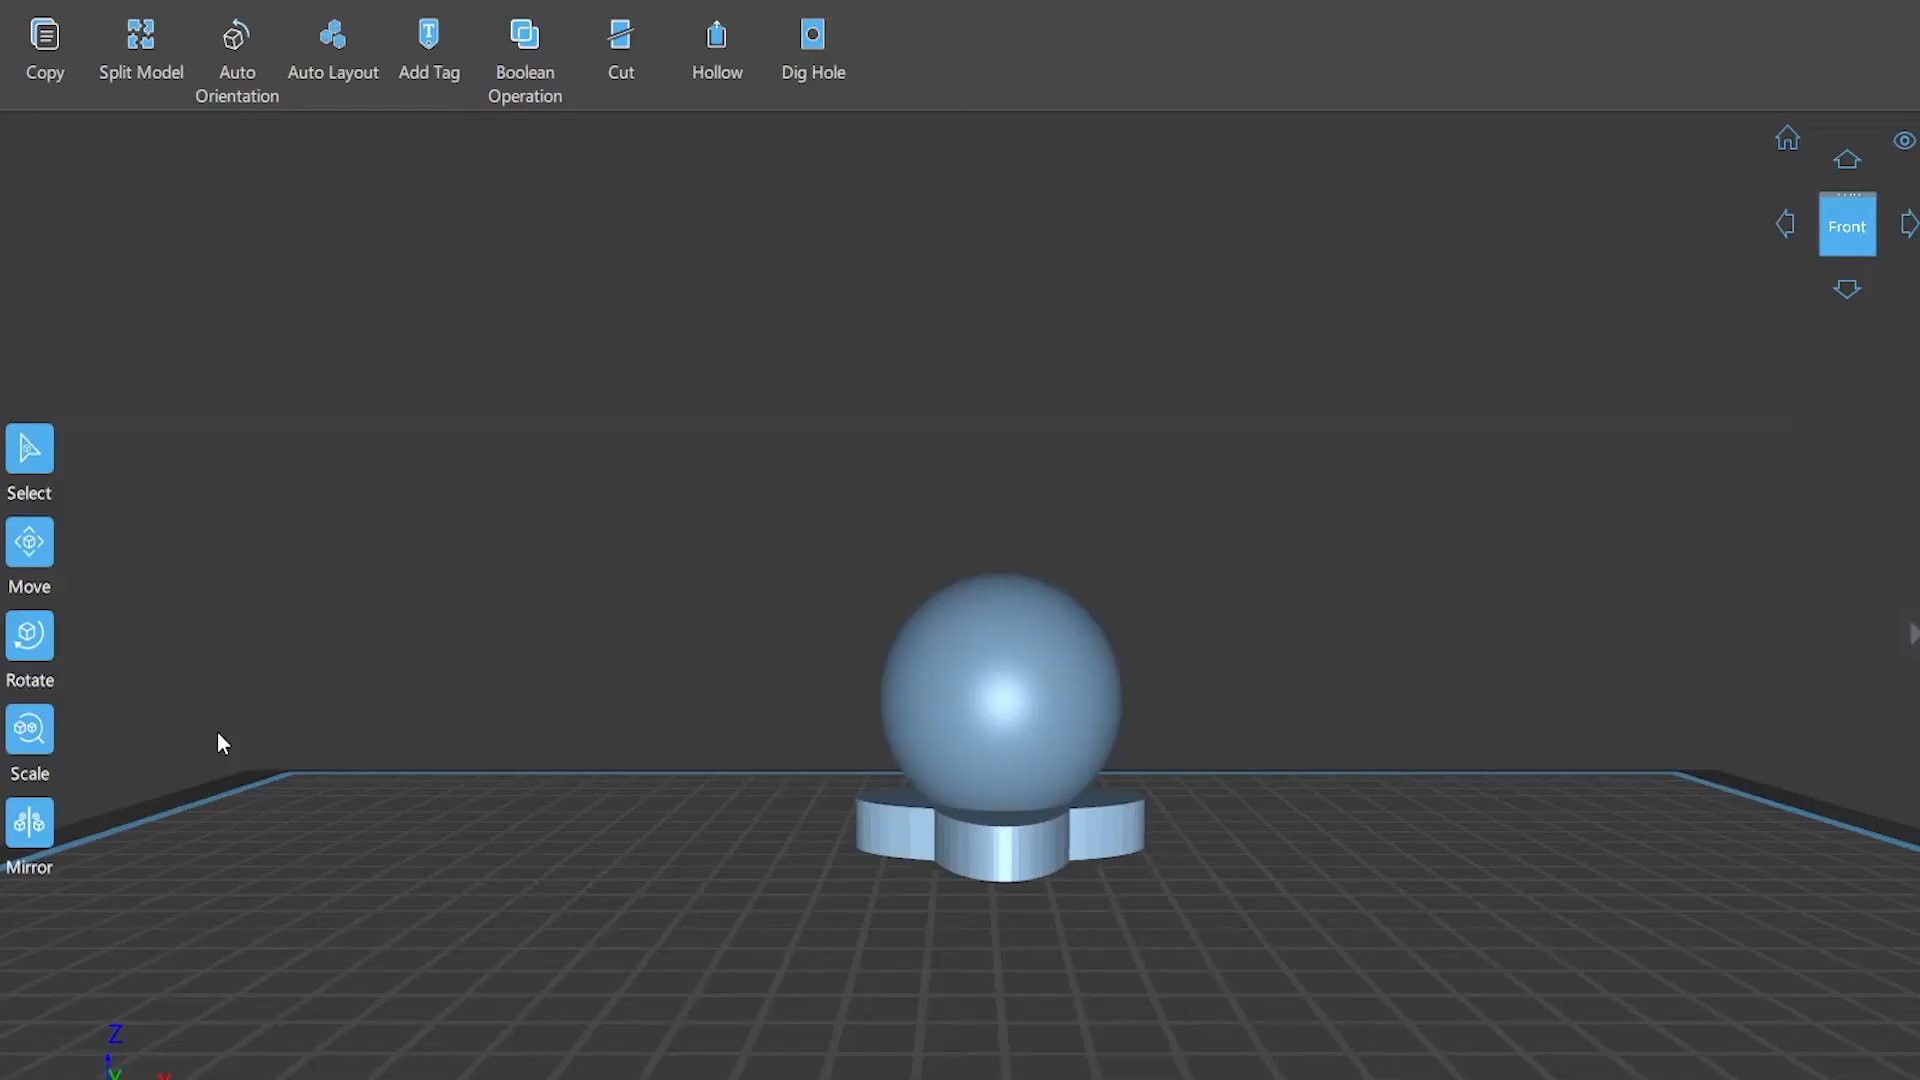 Copy
Split Model
Auto
Orientation
Auto Layout
Add Tag
Boolean
Operation
Cut
Hollow
Dig Hole
Front
Select
Move
Rotate
Scale
Mirror
Z